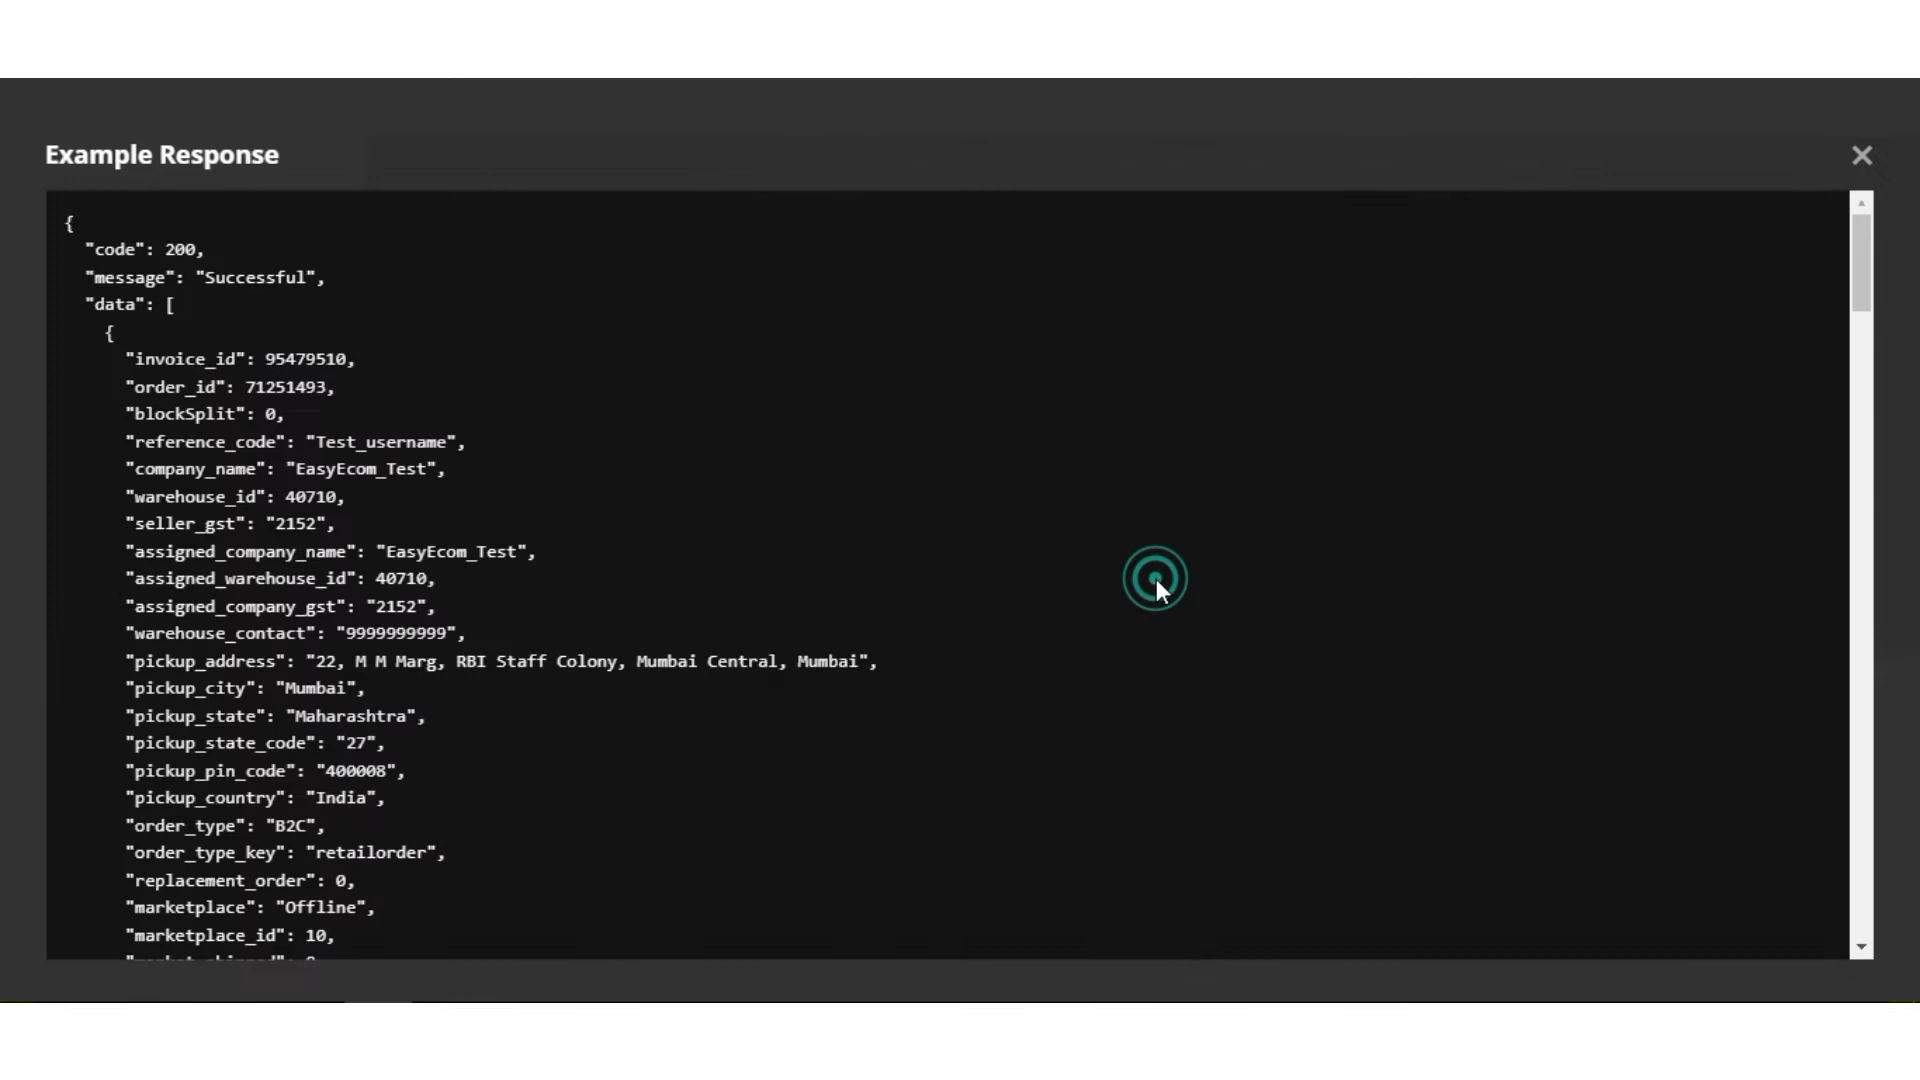 Example Response
{
"code": 200,
"message": "Successful",
"data": [
{
"invoice_id": 95479510,
"order_id": 71251493,
"blockSplit": 0,
"reference_code": "Test_username",
"company_name": "EasyEcom_Test",
"warehouse_id": 40710,
"seller_gst": "2152",
"assigned_company_name": "EasyEcom_Test",
"assigned_warehouse_id": 40710,
"assigned_company_gst": "2152",
"warehouse_contact": "9999999999",
"pickup_address": "22, M M Marg, RBI Staff Colony, Mumbai Central, Mumbai",
"pickup_city": "Mumbai",
"pickup_state": "Maharashtra",
"pickup_state_code": "27",
"pickup_pin_code": "400008",
"pickup_country": "India",
"order_type": "B2C",
"order_type_key": "retailorder",
"replacement_order": 0,
"marketplace": "Offline",
"marketplace_id": 10,